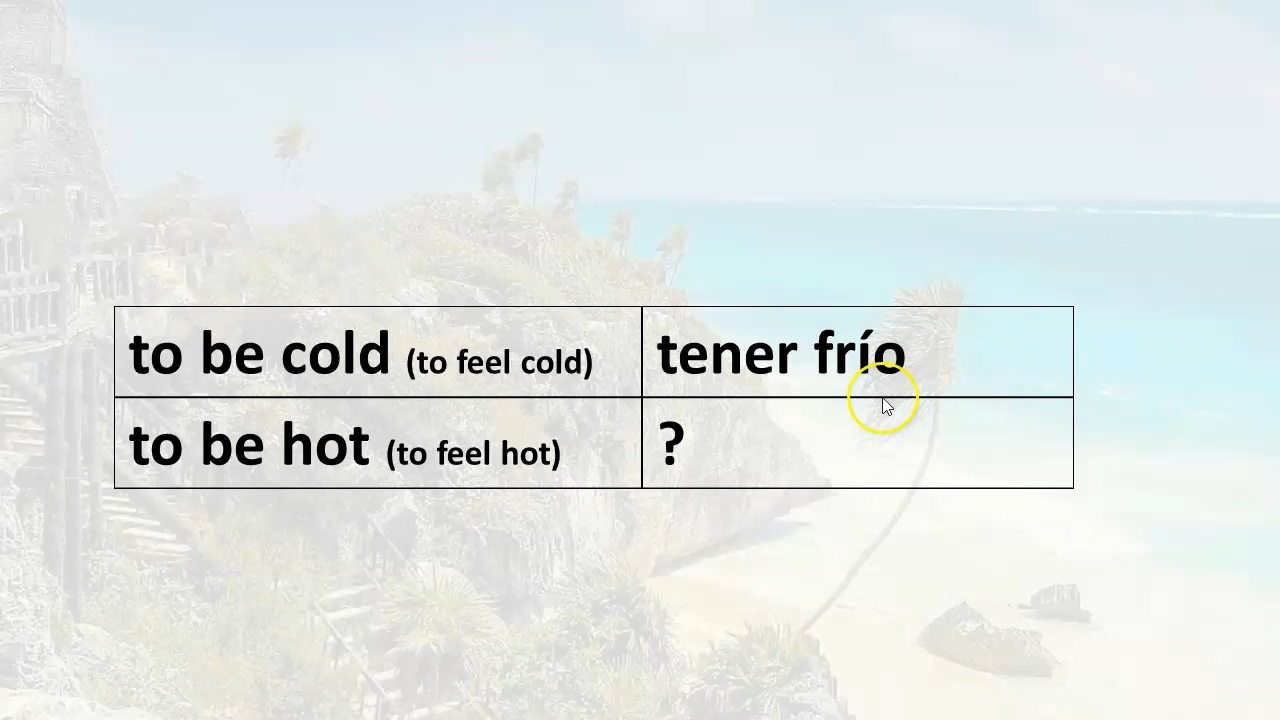 to be cold (to feel cold) tener frío
to be hot (to feel hot) ?